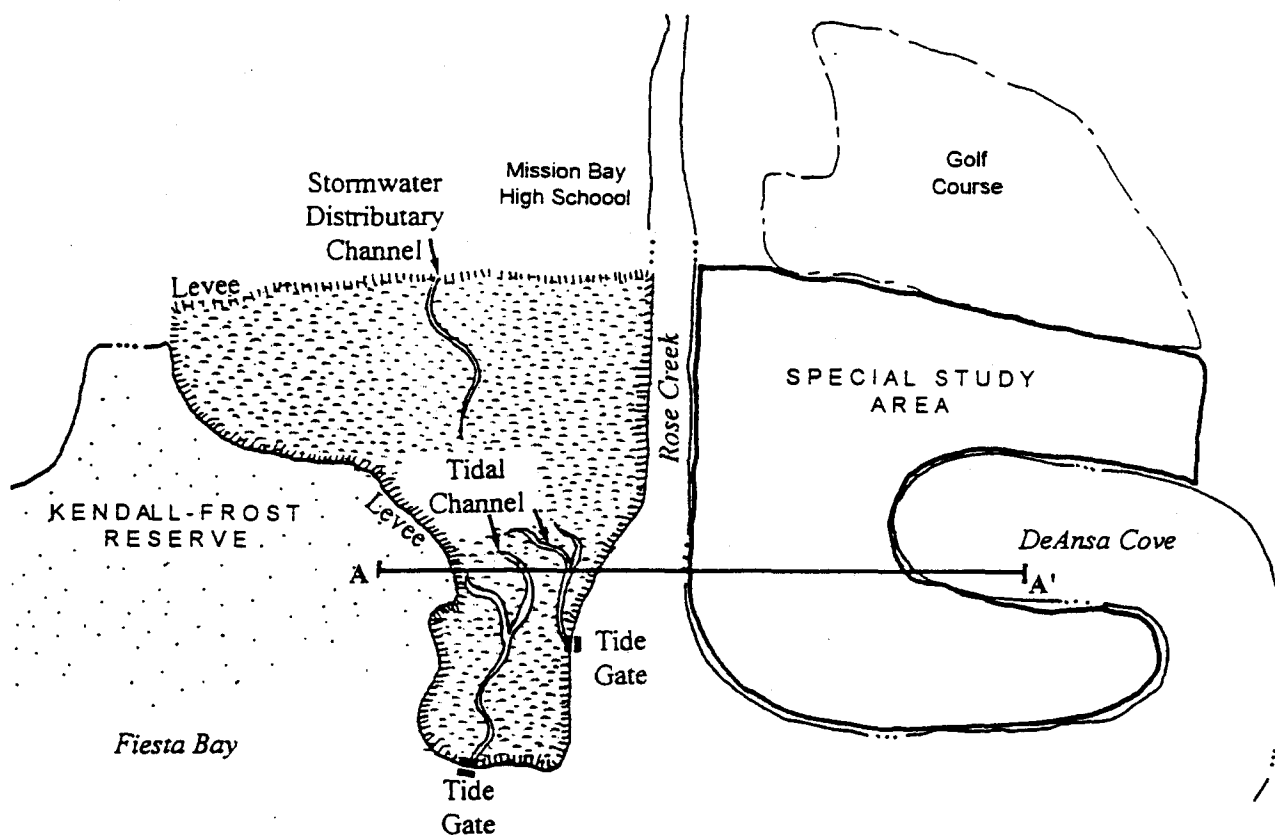 Golf
Course
Mission Bay
High Schoool
Stormwater
Distributary
Channel
Levee
Rose Creek
SPECIAL STUDY
AREA
Tidal
Channel
Levee
KENDALL-FROST
RESERVE
DeAnsa Cove
A
A'
Tide
Gate
Fiesta Bay
Tide
Gate